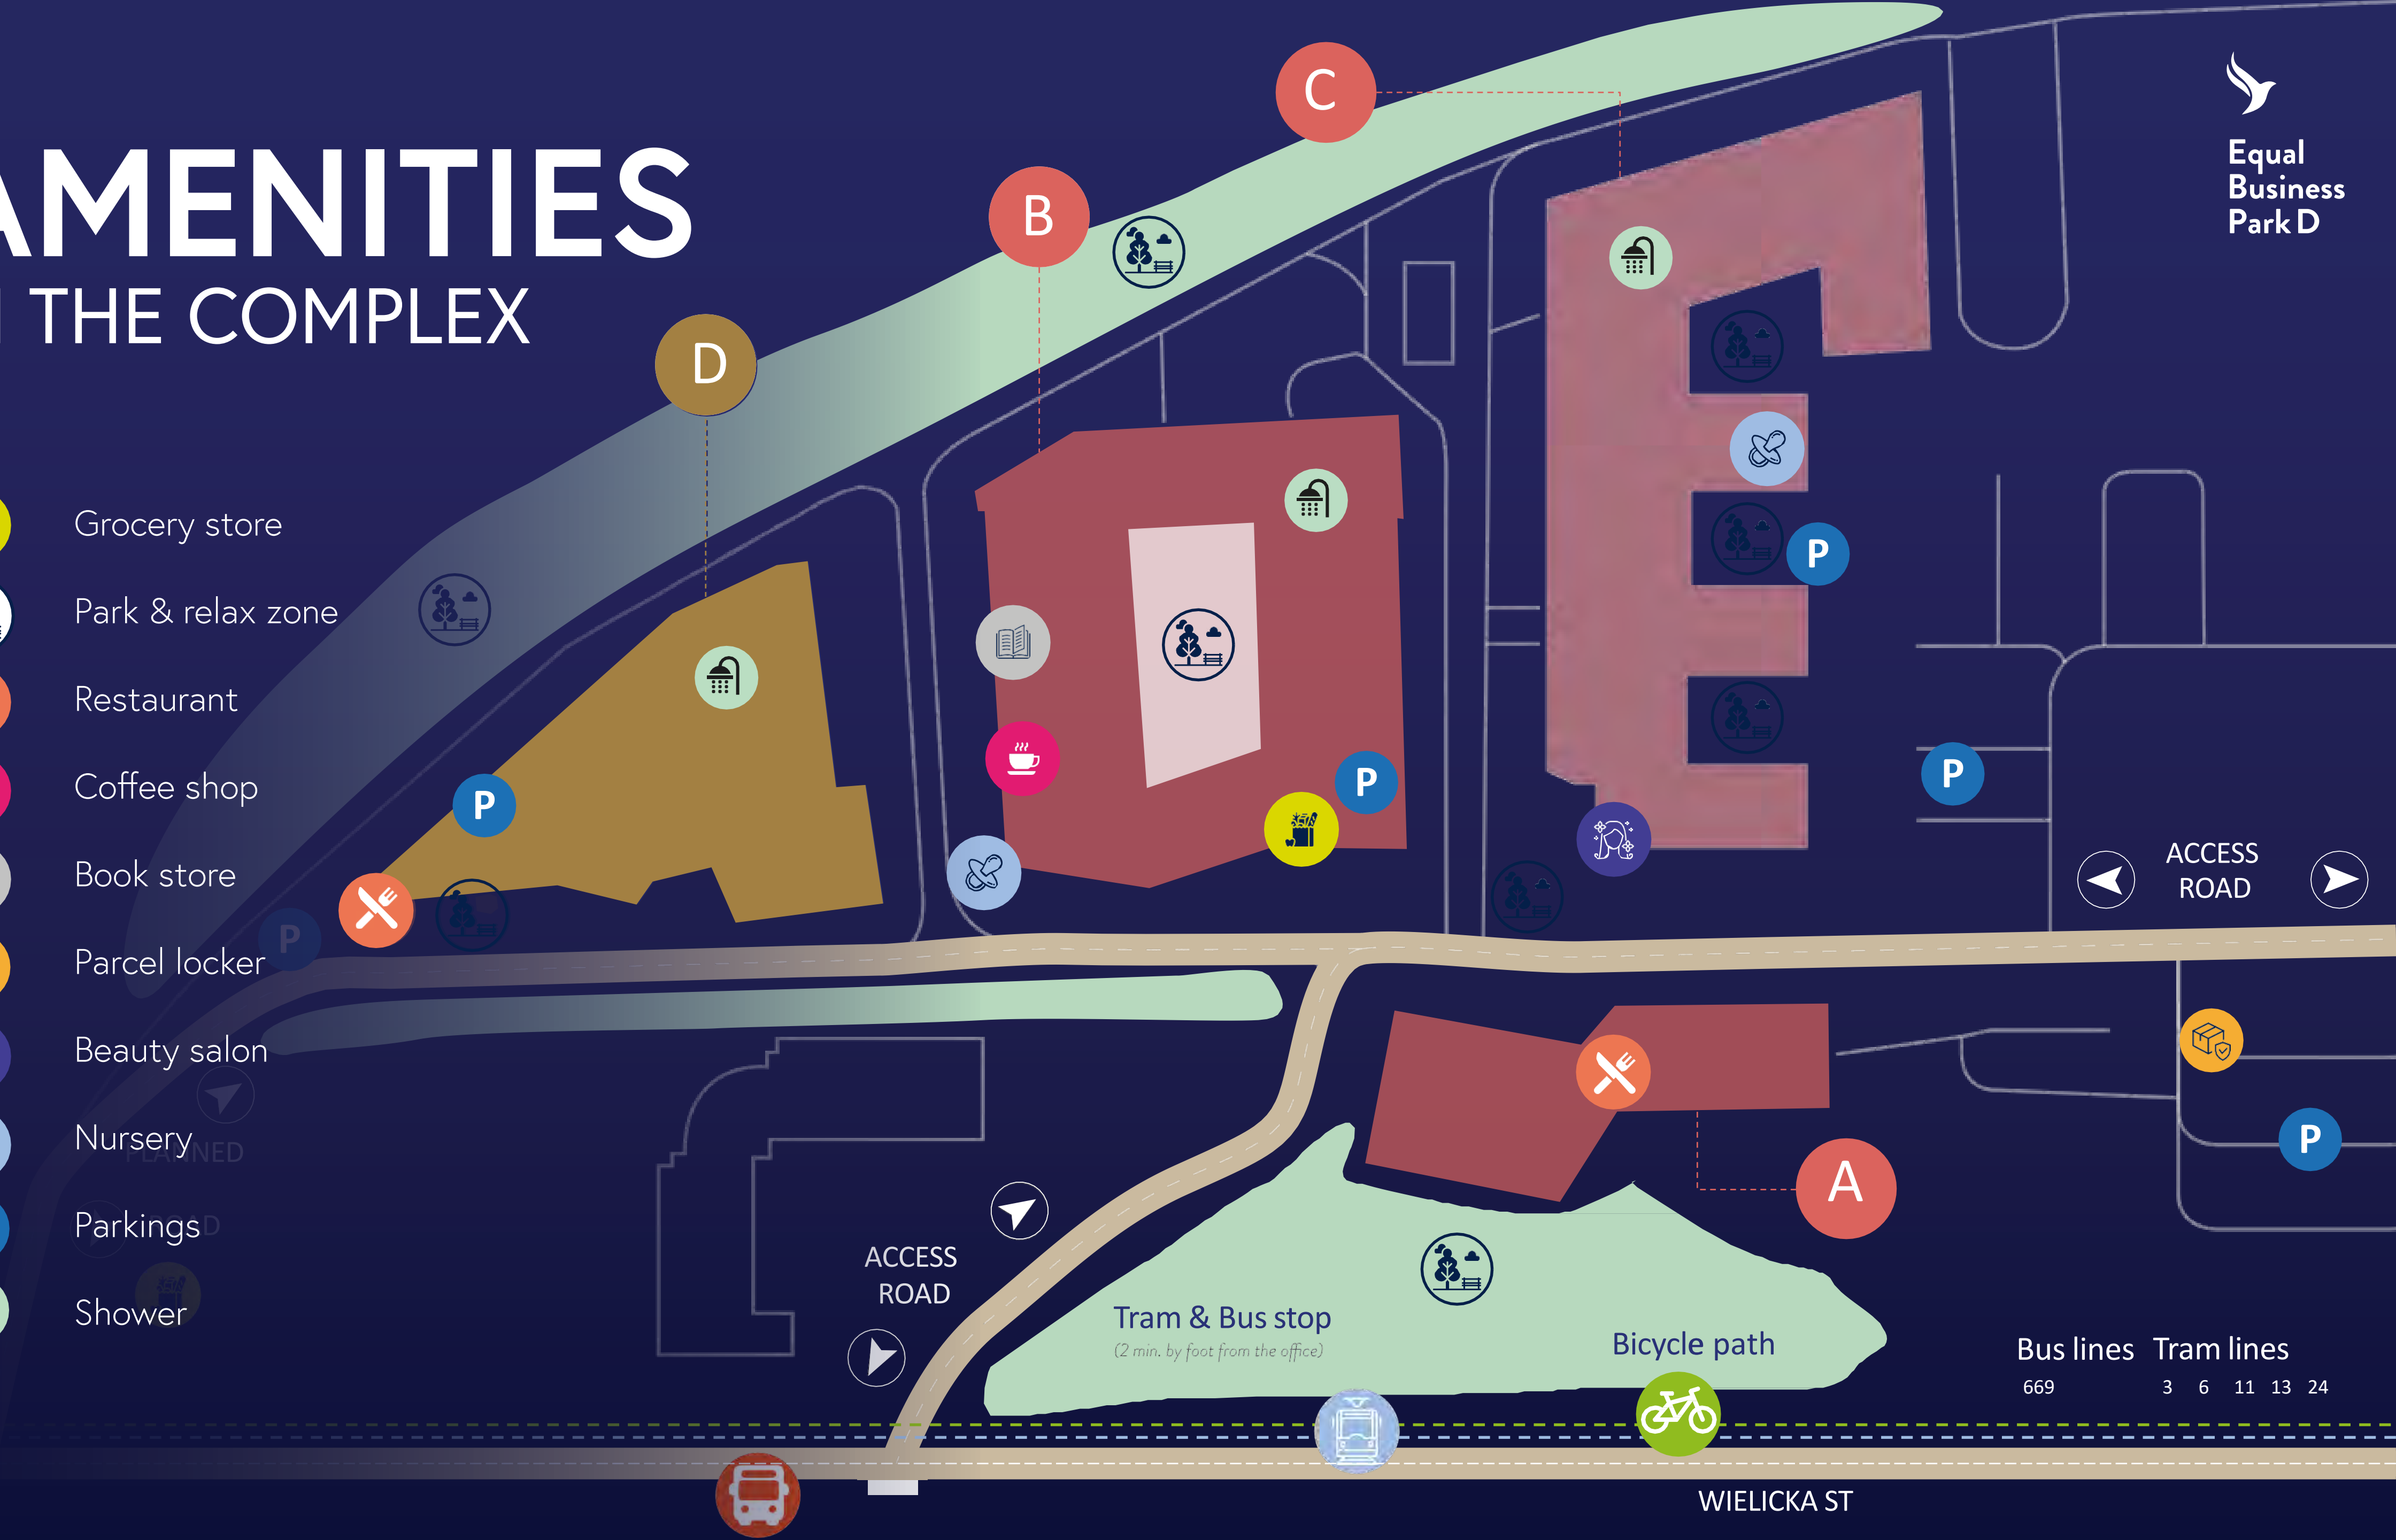 AMENITIES
THE COMPLEX
C
B
D
Equal
Business
Park D
Grocery store
Park & relax zone
Restaurant
Coffee shop
Book store
Parcel locker
Beauty salon
Nursery
Parkings
Shower
P
P
P
P
P
P
PLANNED
ROAD
ACCESS
ROAD
A
ACCESS
ROAD
Tram & Bus stop
(2 min. by foot from the office)
Bicycle path
Bus lines Tram lines
669 3 6 11 13 24
WIELICKA ST